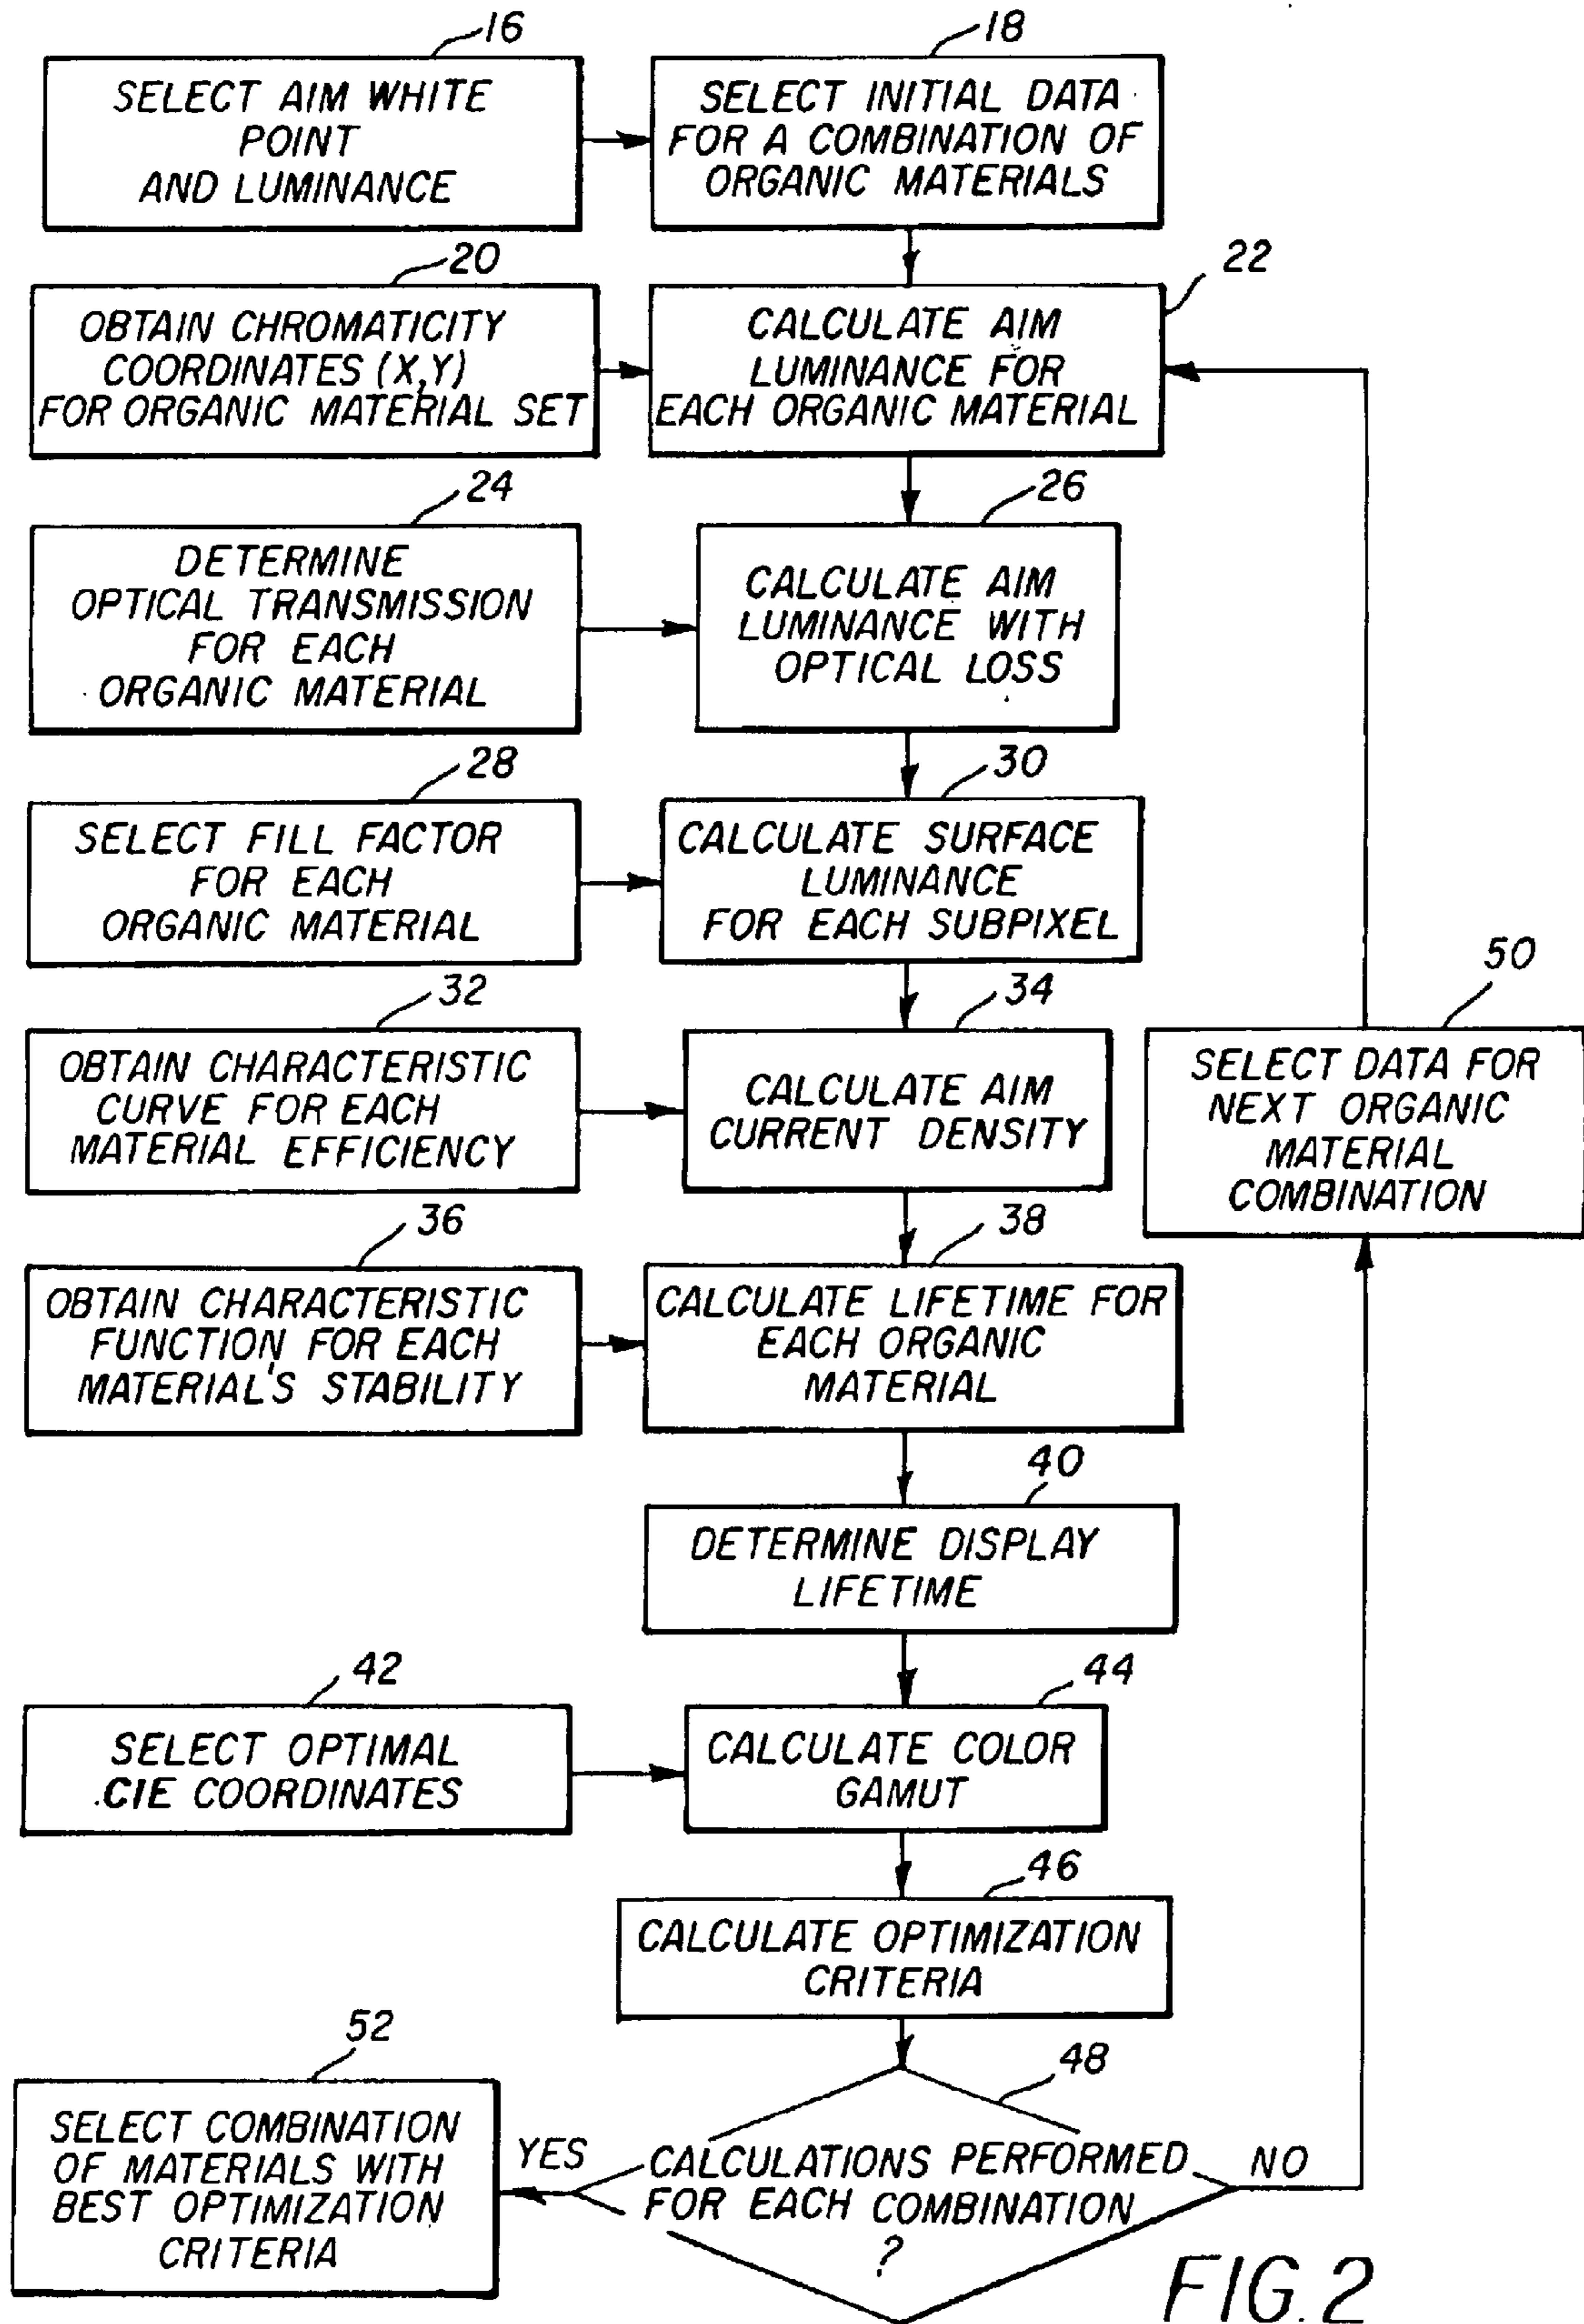 16
SELECT AIM WHITE
POINT
AND LUMINANCE
18
SELECT INITIAL DATA
FOR A COMBINATION OF
ORGANIC MATERIALS
20
OBTAIN CHROMATICITY
COORDINATES (X,Y)
FOR ORGANIC MATERIAL SET
22
CALCULATE AIM
LUMINANCE FOR
EACH ORGANIC MATERIAL
24
DETERMINE
OPTICAL TRANSMISSION
FOR EACH
ORGANIC MATERIAL
26
CALCULATE AIM
LUMINANCE WITH
OPTICAL LOSS
28
SELECT FILL FACTOR
FOR EACH
ORGANIC MATERIAL
30
CALCULATE SURFACE
LUMINANCE
FOR EACH SUBPIXEL
32
OBTAIN CHARACTERISTIC
CURVE FOR EACH
MATERIAL EFFICIENCY
34
CALCULATE AIM
CURRENT DENSITY
50
SELECT DATA FOR
NEXT ORGANIC
MATERIAL
COMBINATION
36
OBTAIN CHARACTERISTIC
FUNCTION FOR EACH
MATERIAL'S STABILITY
38
CALCULATE LIFETIME FOR
EACH ORGANIC
MATERIAL
40
DETERMINE DISPLAY
LIFETIME
42
SELECT OPTIMAL
CIE COORDINATES
44
CALCULATE COLOR
GAMUT
46
CALCULATE OPTIMIZATION
CRITERIA
52
SELECT COMBINATION
OF MATERIALS WITH
BEST OPTIMIZATION
CRITERIA
YES
48
CALCULATIONS PERFORMED
FOR EACH COMBINATION
?
NO
FIG. 2